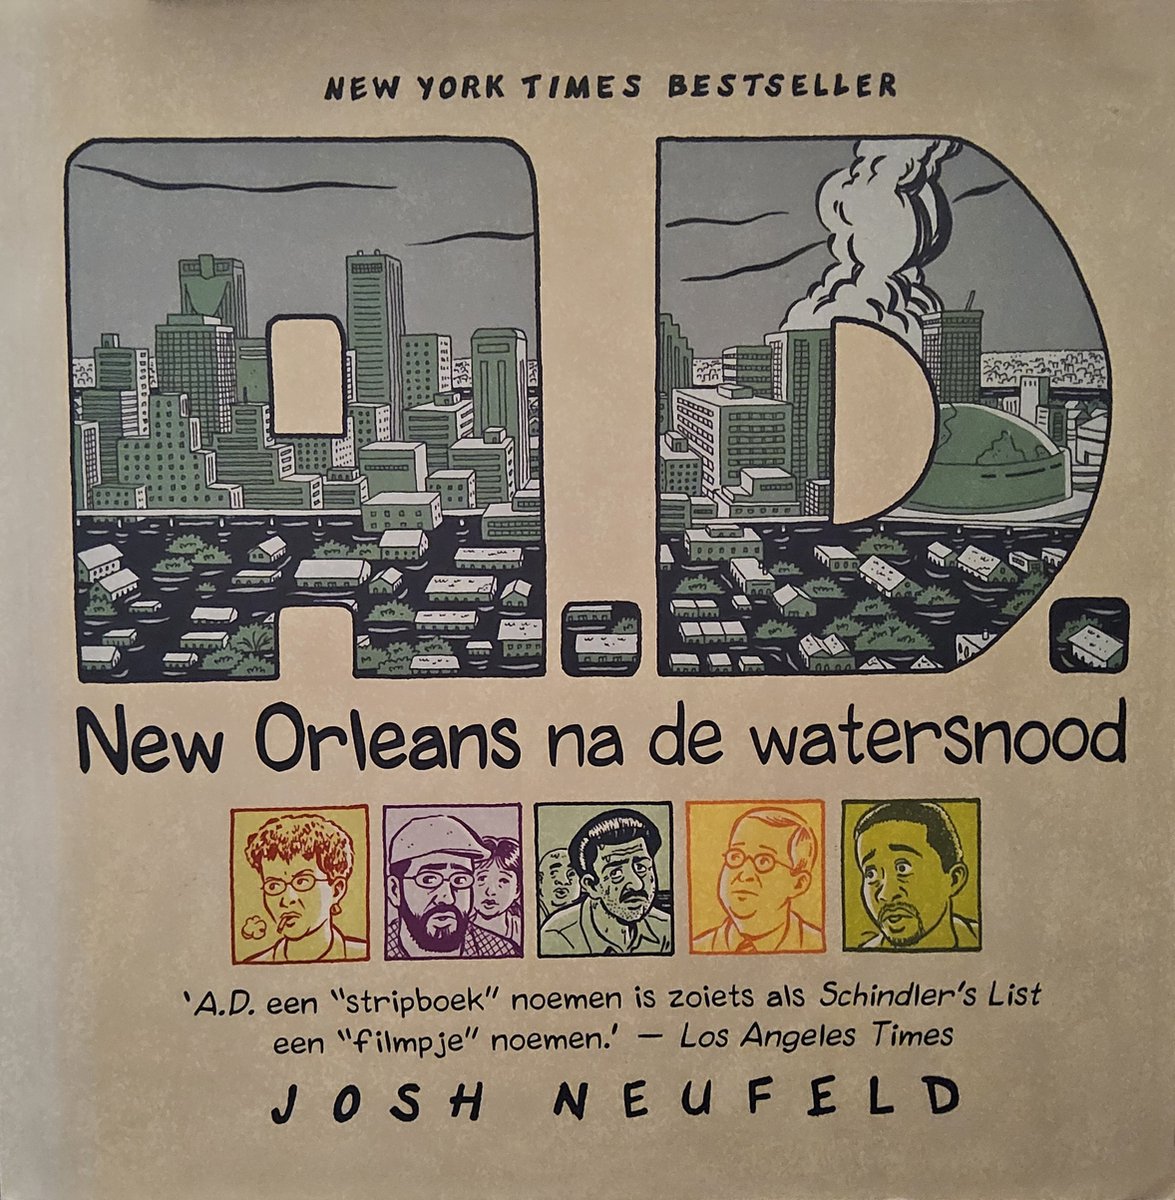 NEW YORK TIMES BESTSELLER
A.D.
New Orleans na de watersnood
'A.D. een "stripboek" noemen is zoiets als Schindler's List
een "filmpje" noemen.' — Los Angeles Times
JOSH NEUFELD